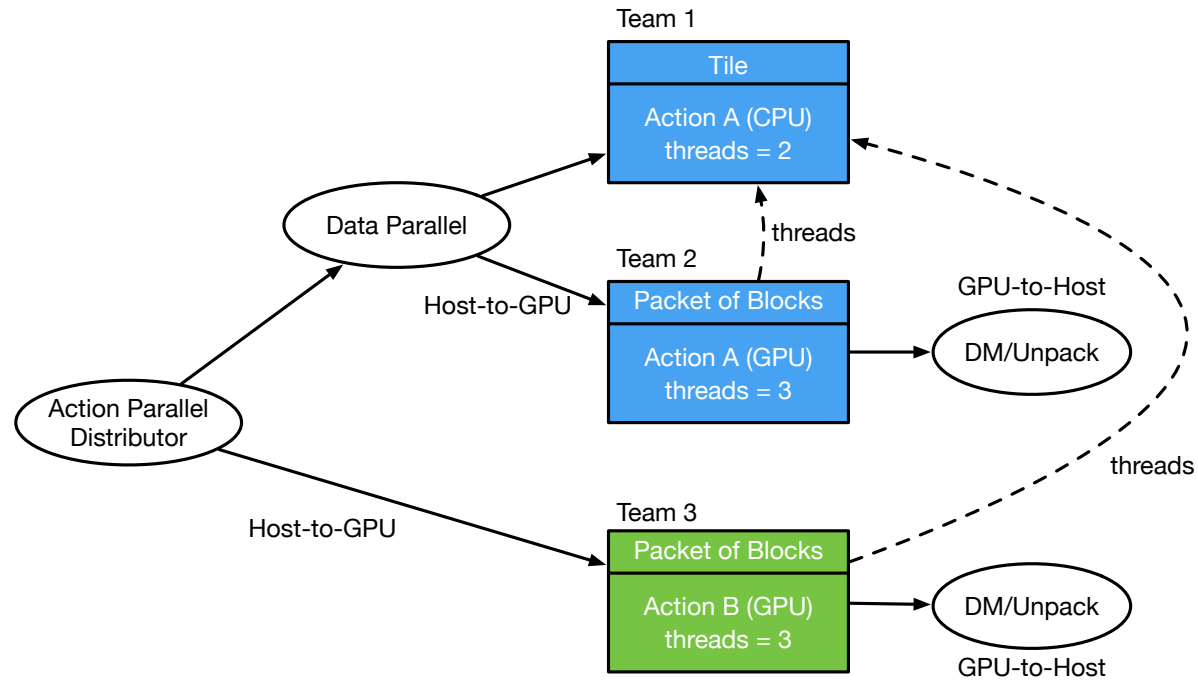 Team 1
Tile
Action A (CPU)
threads = 2
Data Parallel
threads
Team 2
Host-to-GPU
Packet of Blocks
Action A (GPU)
threads = 3
GPU-to-Host
DM/Unpack
Action Parallel
Distributor
threads
Host-to-GPU
Team 3
Packet of Blocks
Action B (GPU)
threads = 3
DM/Unpack
GPU-to-Host